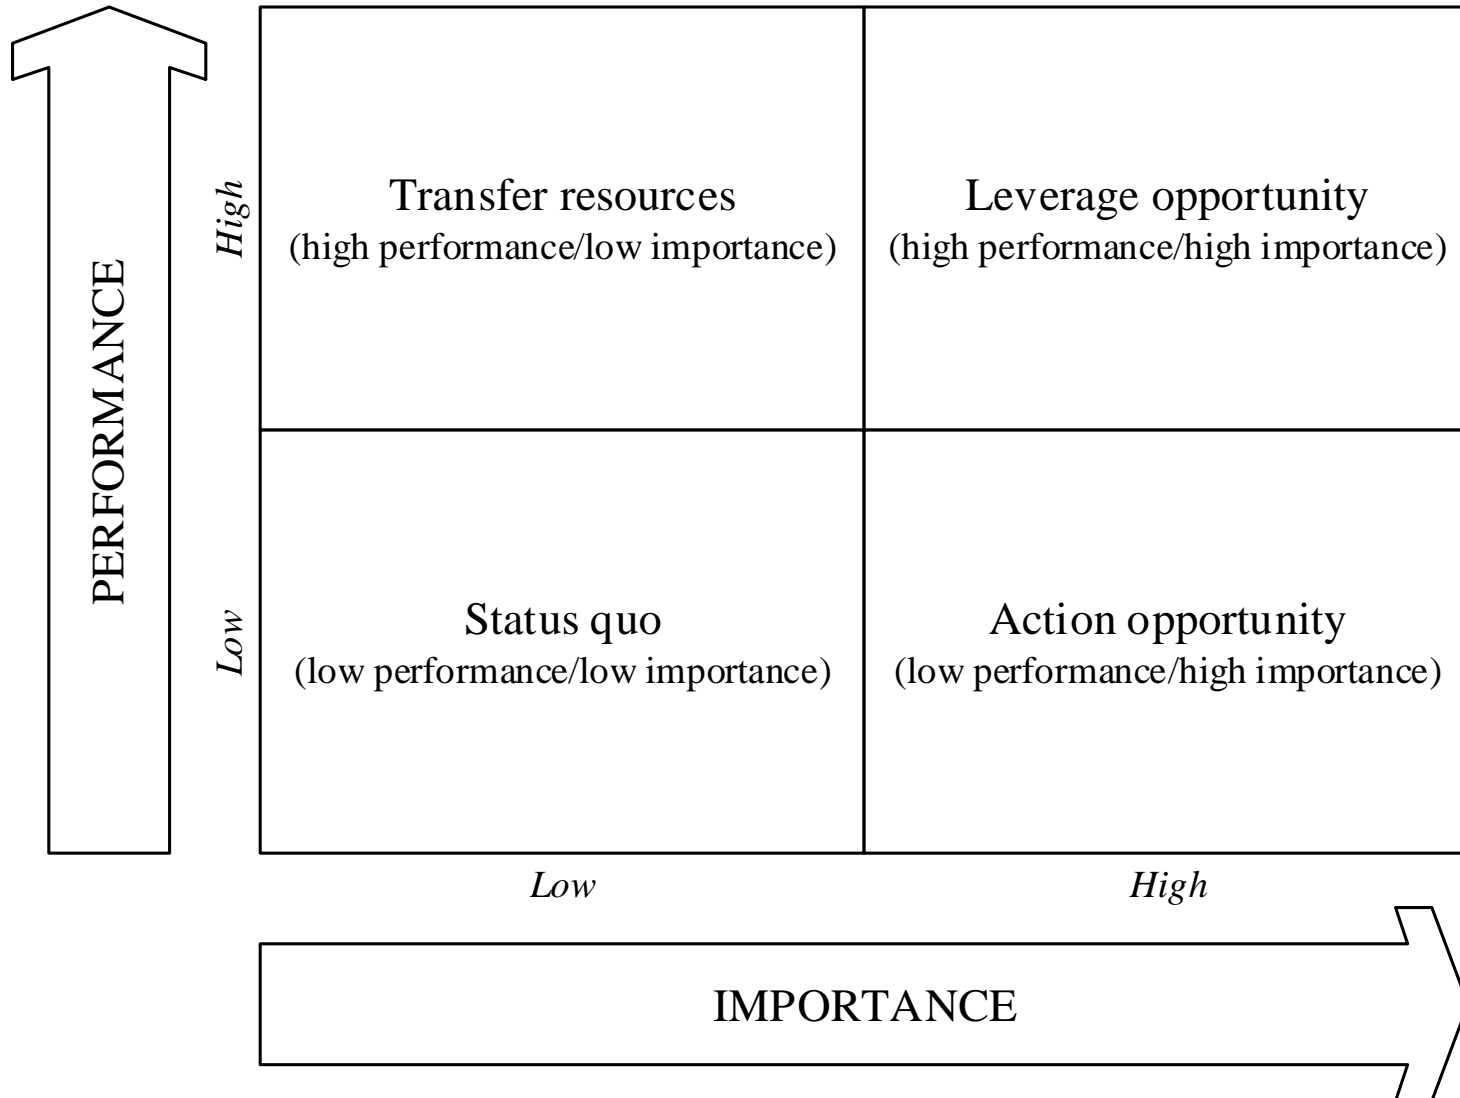 PERFORMANCE
High
Transfer resources
(high performance/low importance)
Leverage opportunity
(high performance/high importance)
Low
Status quo
(low performance/low importance)
Action opportunity
(low performance/high importance)
Low
High
IMPORTANCE